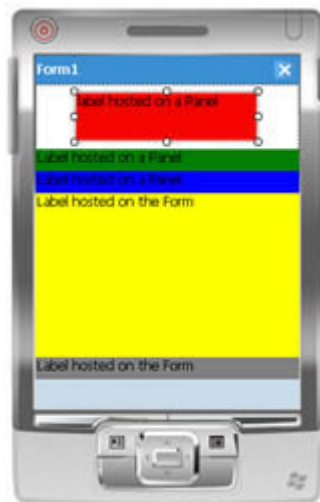 Form1
label hosted on a Panel
Label hosted on a Panel
Label hosted on a Panel
Label hosted on the Form
Label hosted on the Form